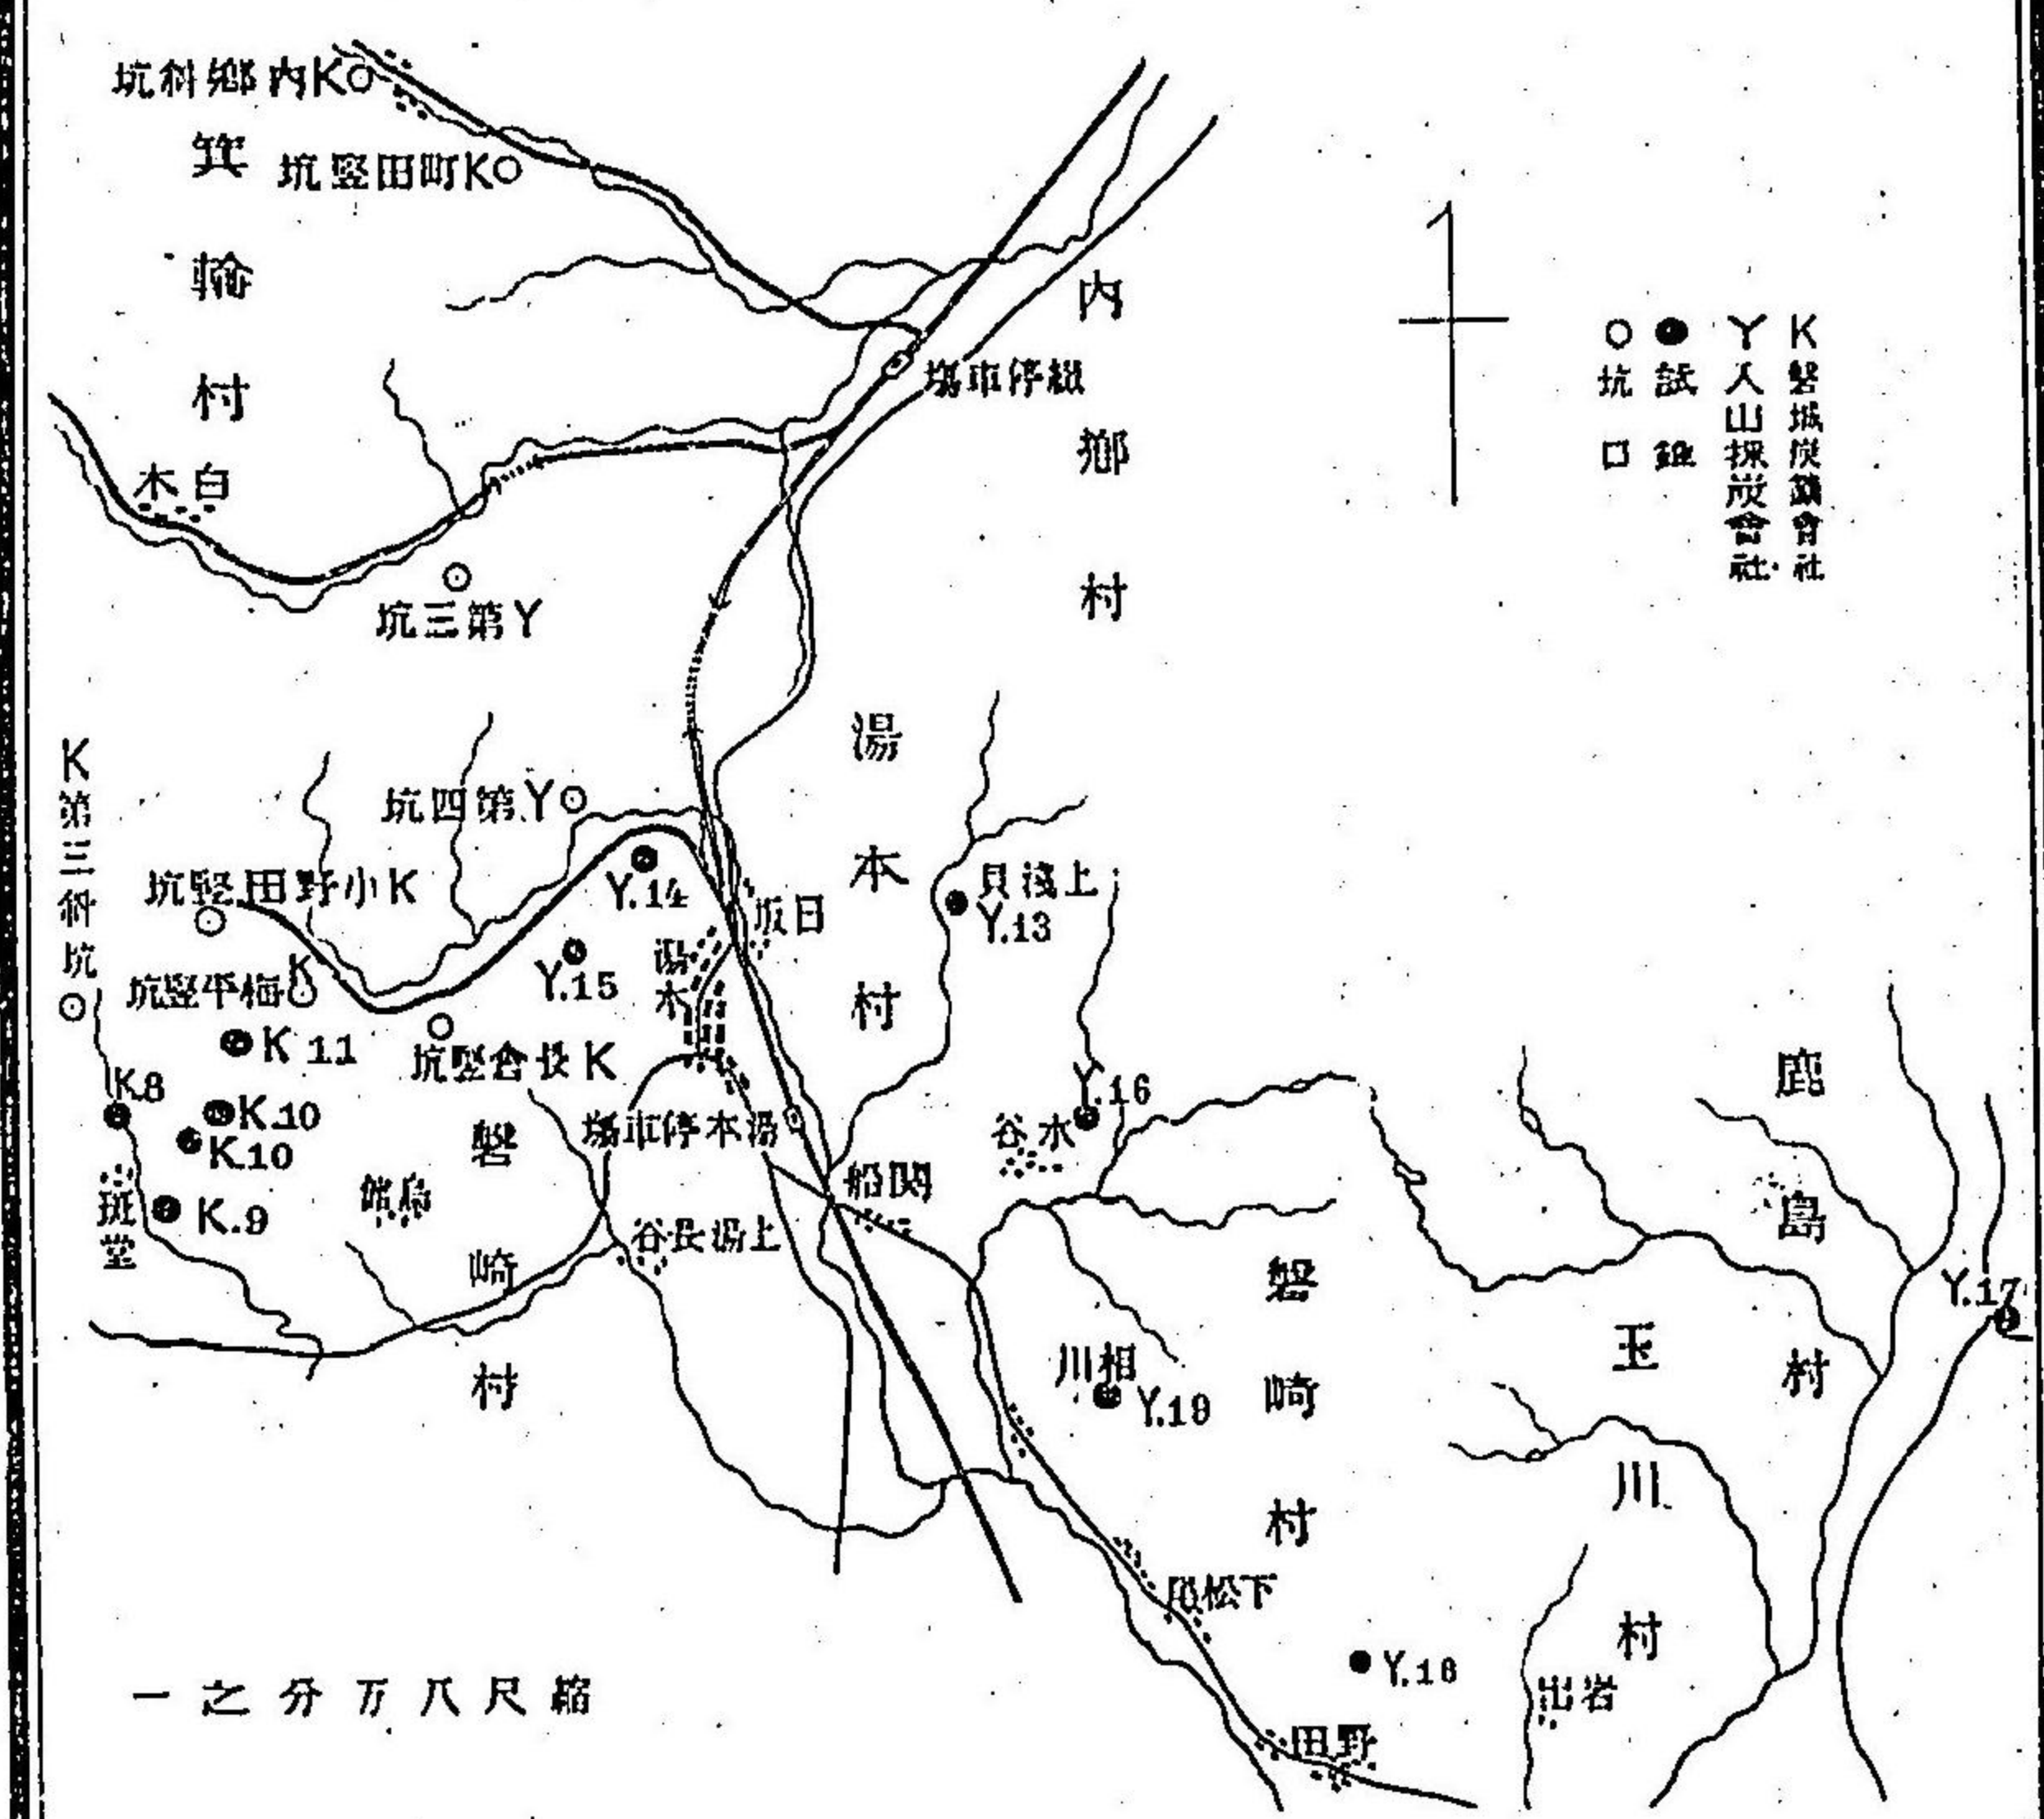 K 磐城炭鑛會社
Y 入山採炭會社
試錐
坑口
K内郷斜坑
K町田竪坑
箕輪村
内郷村
綴停車場
白水
Y第三坑
湯本村
K第三斜坑
Y第四坑
K小野田竪坑
Y.14
日坂
上淺貝
Y.13
Y.15
湯本
K梅平竪坑
K 11
K長倉竪坑
K.8
K.10
K.10
K.9
斑堂
磐崎村
湯本停車場
Y.16
水谷
関船
上湯長谷
鹿島村
Y.17
磐崎村
玉川村
相川
Y.19
下松
Y.18
岩出
野田
縮尺八万分之一